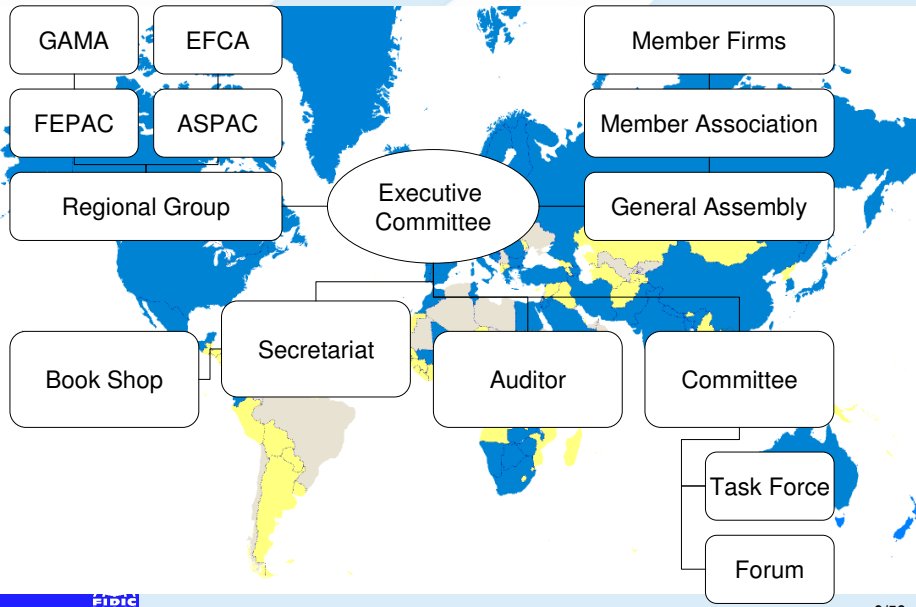 GAMA
EFCA
Member Firms
FEPAC
ASPAC
Member Association
Regional Group
Executive
Committee
General Assembly
Secretariat
Book Shop
Auditor
Committee
Task Force
Forum
FIDIC